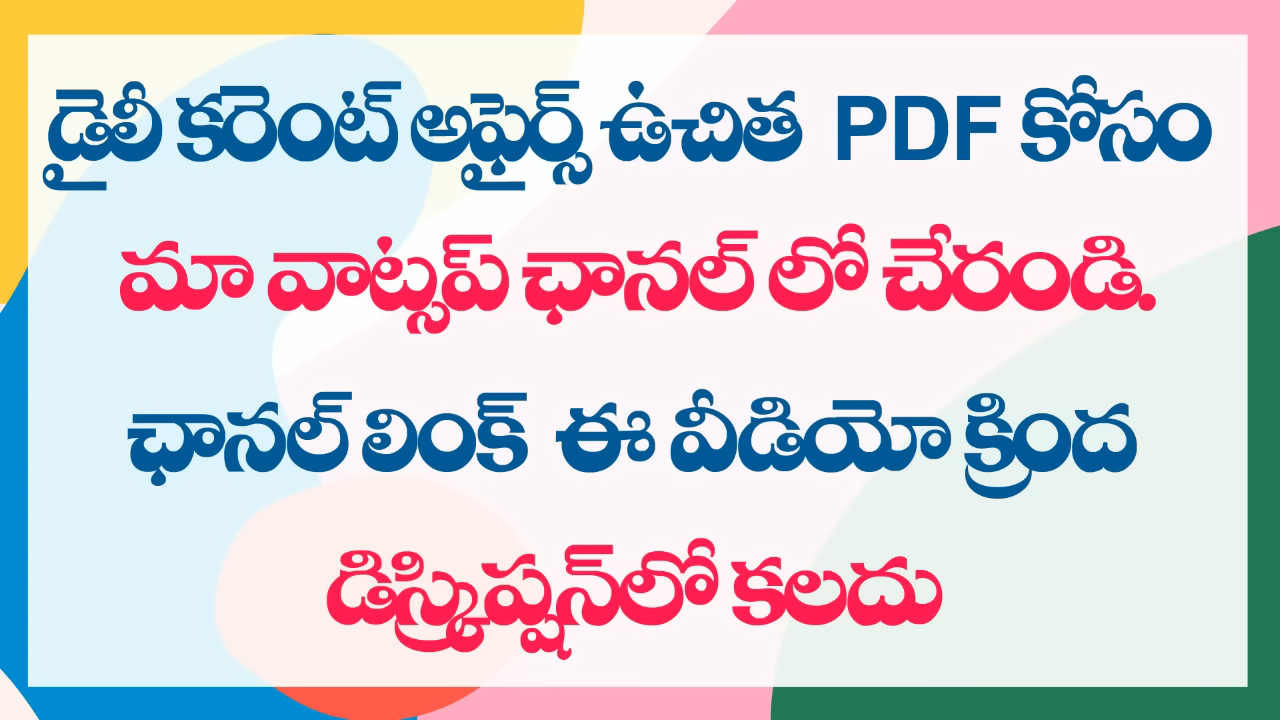 డైలీ కరెంట్ అఫైర్స్ ఉచిత PDF కోసం
మా వాట్సప్ ఛానల్ లో చేరండి.
ఛానల్ లింక్ ఈ వీడియో క్రింద
డిస్క్రిప్షన్‌లో కలదు